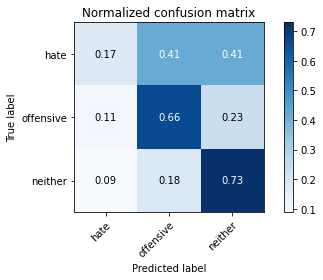 Normalized confusion matrix
True label
hate 0.17 0.41 0.41
offensive 0.11 0.66 0.23
neither 0.09 0.18 0.73
hate offensive neither
Predicted label
0.7
0.6
0.5
0.4
0.3
0.2
0.1